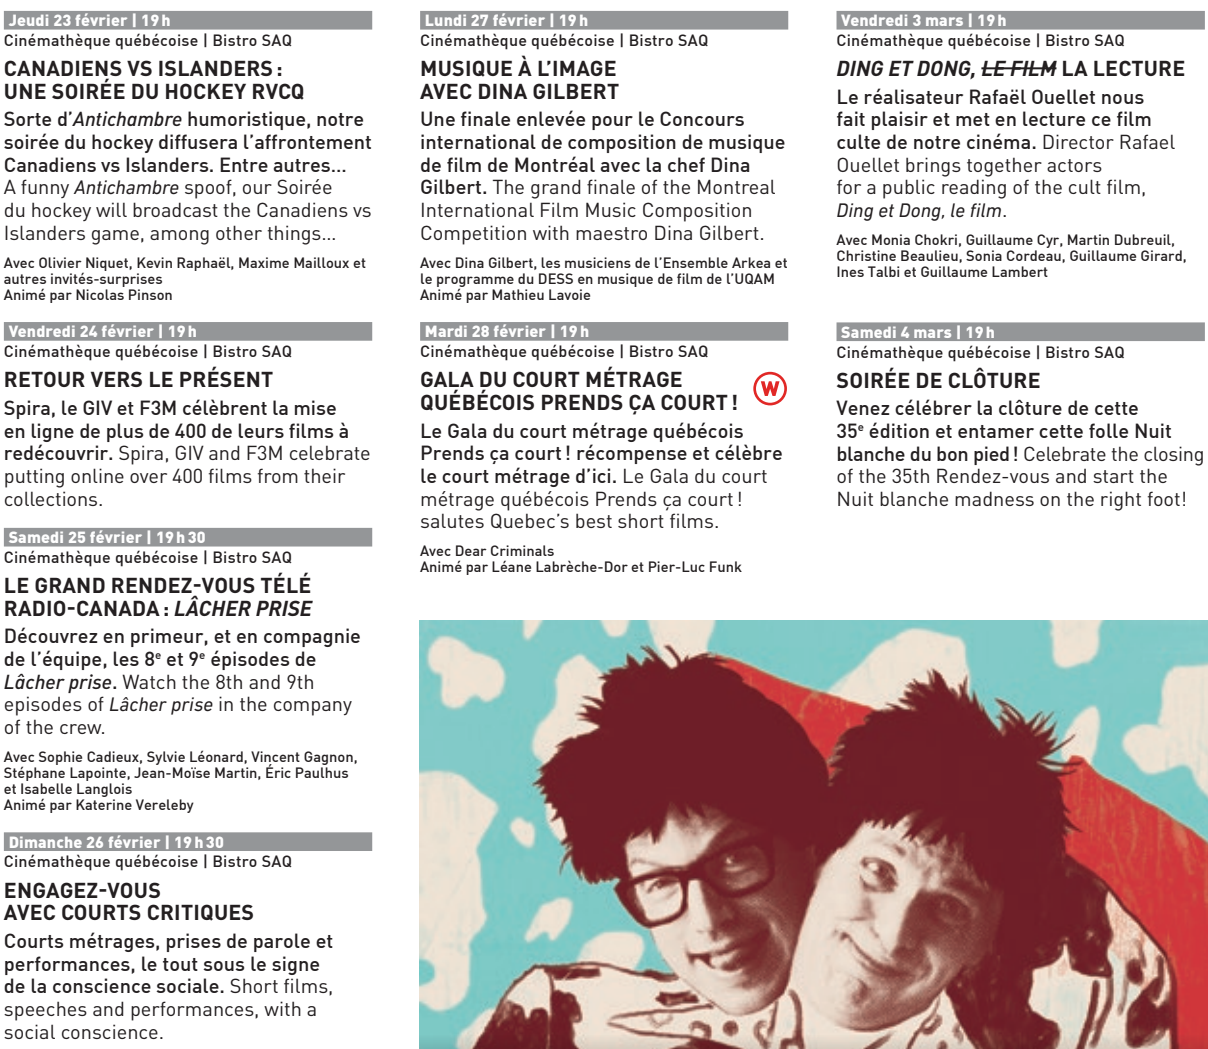 Jeudi 23 février | 19 h
Cinémathèque québécoise | Bistro SAQ
CANADIENS VS ISLANDERS :
UNE SOIRÉE DU HOCKEY RVCQ
Sorte d’Antichambre humoristique, notre
soirée du hockey diffusera l’affrontement
Canadiens vs Islanders. Entre autres...
A funny Antichambre spoof, our Soirée
du hockey will broadcast the Canadiens vs
Islanders game, among other things...
Avec Olivier Niquet, Kevin Raphaël, Maxime Mailloux et
autres invités-surprises
Animé par Nicolas Pinson
Vendredi 24 février | 19 h
Cinémathèque québécoise | Bistro SAQ
RETOUR VERS LE PRÉSENT
Spira, le GIV et F3M célèbrent la mise
en ligne de plus de 400 de leurs films à
redécouvrir. Spira, GIV and F3M celebrate
putting online over 400 films from their
collections.
Samedi 25 février | 19 h 30
Cinémathèque québécoise | Bistro SAQ
LE GRAND RENDEZ-VOUS TÉLÉ
RADIO-CANADA : LÂCHER PRISE
Découvrez en primeur, et en compagnie
de l’équipe, les 8e et 9e épisodes de
Lâcher prise. Watch the 8th and 9th
episodes of Lâcher prise in the company
of the crew.
Avec Sophie Cadieux, Sylvie Léonard, Vincent Gagnon,
Stéphane Lapointe, Jean-Moïse Martin, Éric Paulhus
et Isabelle Langlois
Animé par Katerine Vereleby
Dimanche 26 février | 19 h 30
Cinémathèque québécoise | Bistro SAQ
ENGAGEZ-VOUS
AVEC COURTS CRITIQUES
Courts métrages, prises de parole et
performances, le tout sous le signe
de la conscience sociale. Short films,
speeches and performances, with a
social conscience.
Lundi 27 février | 19 h
Cinémathèque québécoise | Bistro SAQ
MUSIQUE À L’IMAGE
AVEC DINA GILBERT
Une finale enlevée pour le Concours
international de composition de musique
de film de Montréal avec la chef Dina
Gilbert. The grand finale of the Montreal
International Film Music Composition
Competition with maestro Dina Gilbert.
Avec Dina Gilbert, les musiciens de l’Ensemble Arkea et
le programme du DESS en musique de film de l’UQAM
Animé par Mathieu Lavoie
Mardi 28 février | 19 h
Cinémathèque québécoise | Bistro SAQ
GALA DU COURT MÉTRAGE
QUÉBÉCOIS PRENDS ÇA COURT !
W
Le Gala du court métrage québécois
Prends ça court ! récompense et célèbre
le court métrage d’ici. Le Gala du court
métrage québécois Prends ça court !
salutes Quebec’s best short films.
Avec Dear Criminals
Animé par Léane Labrèche-Dor et Pier-Luc Funk
Vendredi 3 mars | 19 h
Cinémathèque québécoise | Bistro SAQ
DING ET DONG, LE FILM LA LECTURE
Le réalisateur Rafaël Ouellet nous
fait plaisir et met en lecture ce film
culte de notre cinéma. Director Rafael
Ouellet brings together actors
for a public reading of the cult film,
Ding et Dong, le film.
Avec Monia Chokri, Guillaume Cyr, Martin Dubreuil,
Christine Beaulieu, Sonia Cordeau, Guillaume Girard,
Ines Talbi et Guillaume Lambert
Samedi 4 mars | 19 h
Cinémathèque québécoise | Bistro SAQ
SOIRÉE DE CLÔTURE
Venez célébrer la clôture de cette
35e édition et entamer cette folle Nuit
blanche du bon pied ! Celebrate the closing
of the 35th Rendez-vous and start the
Nuit blanche madness on the right foot!